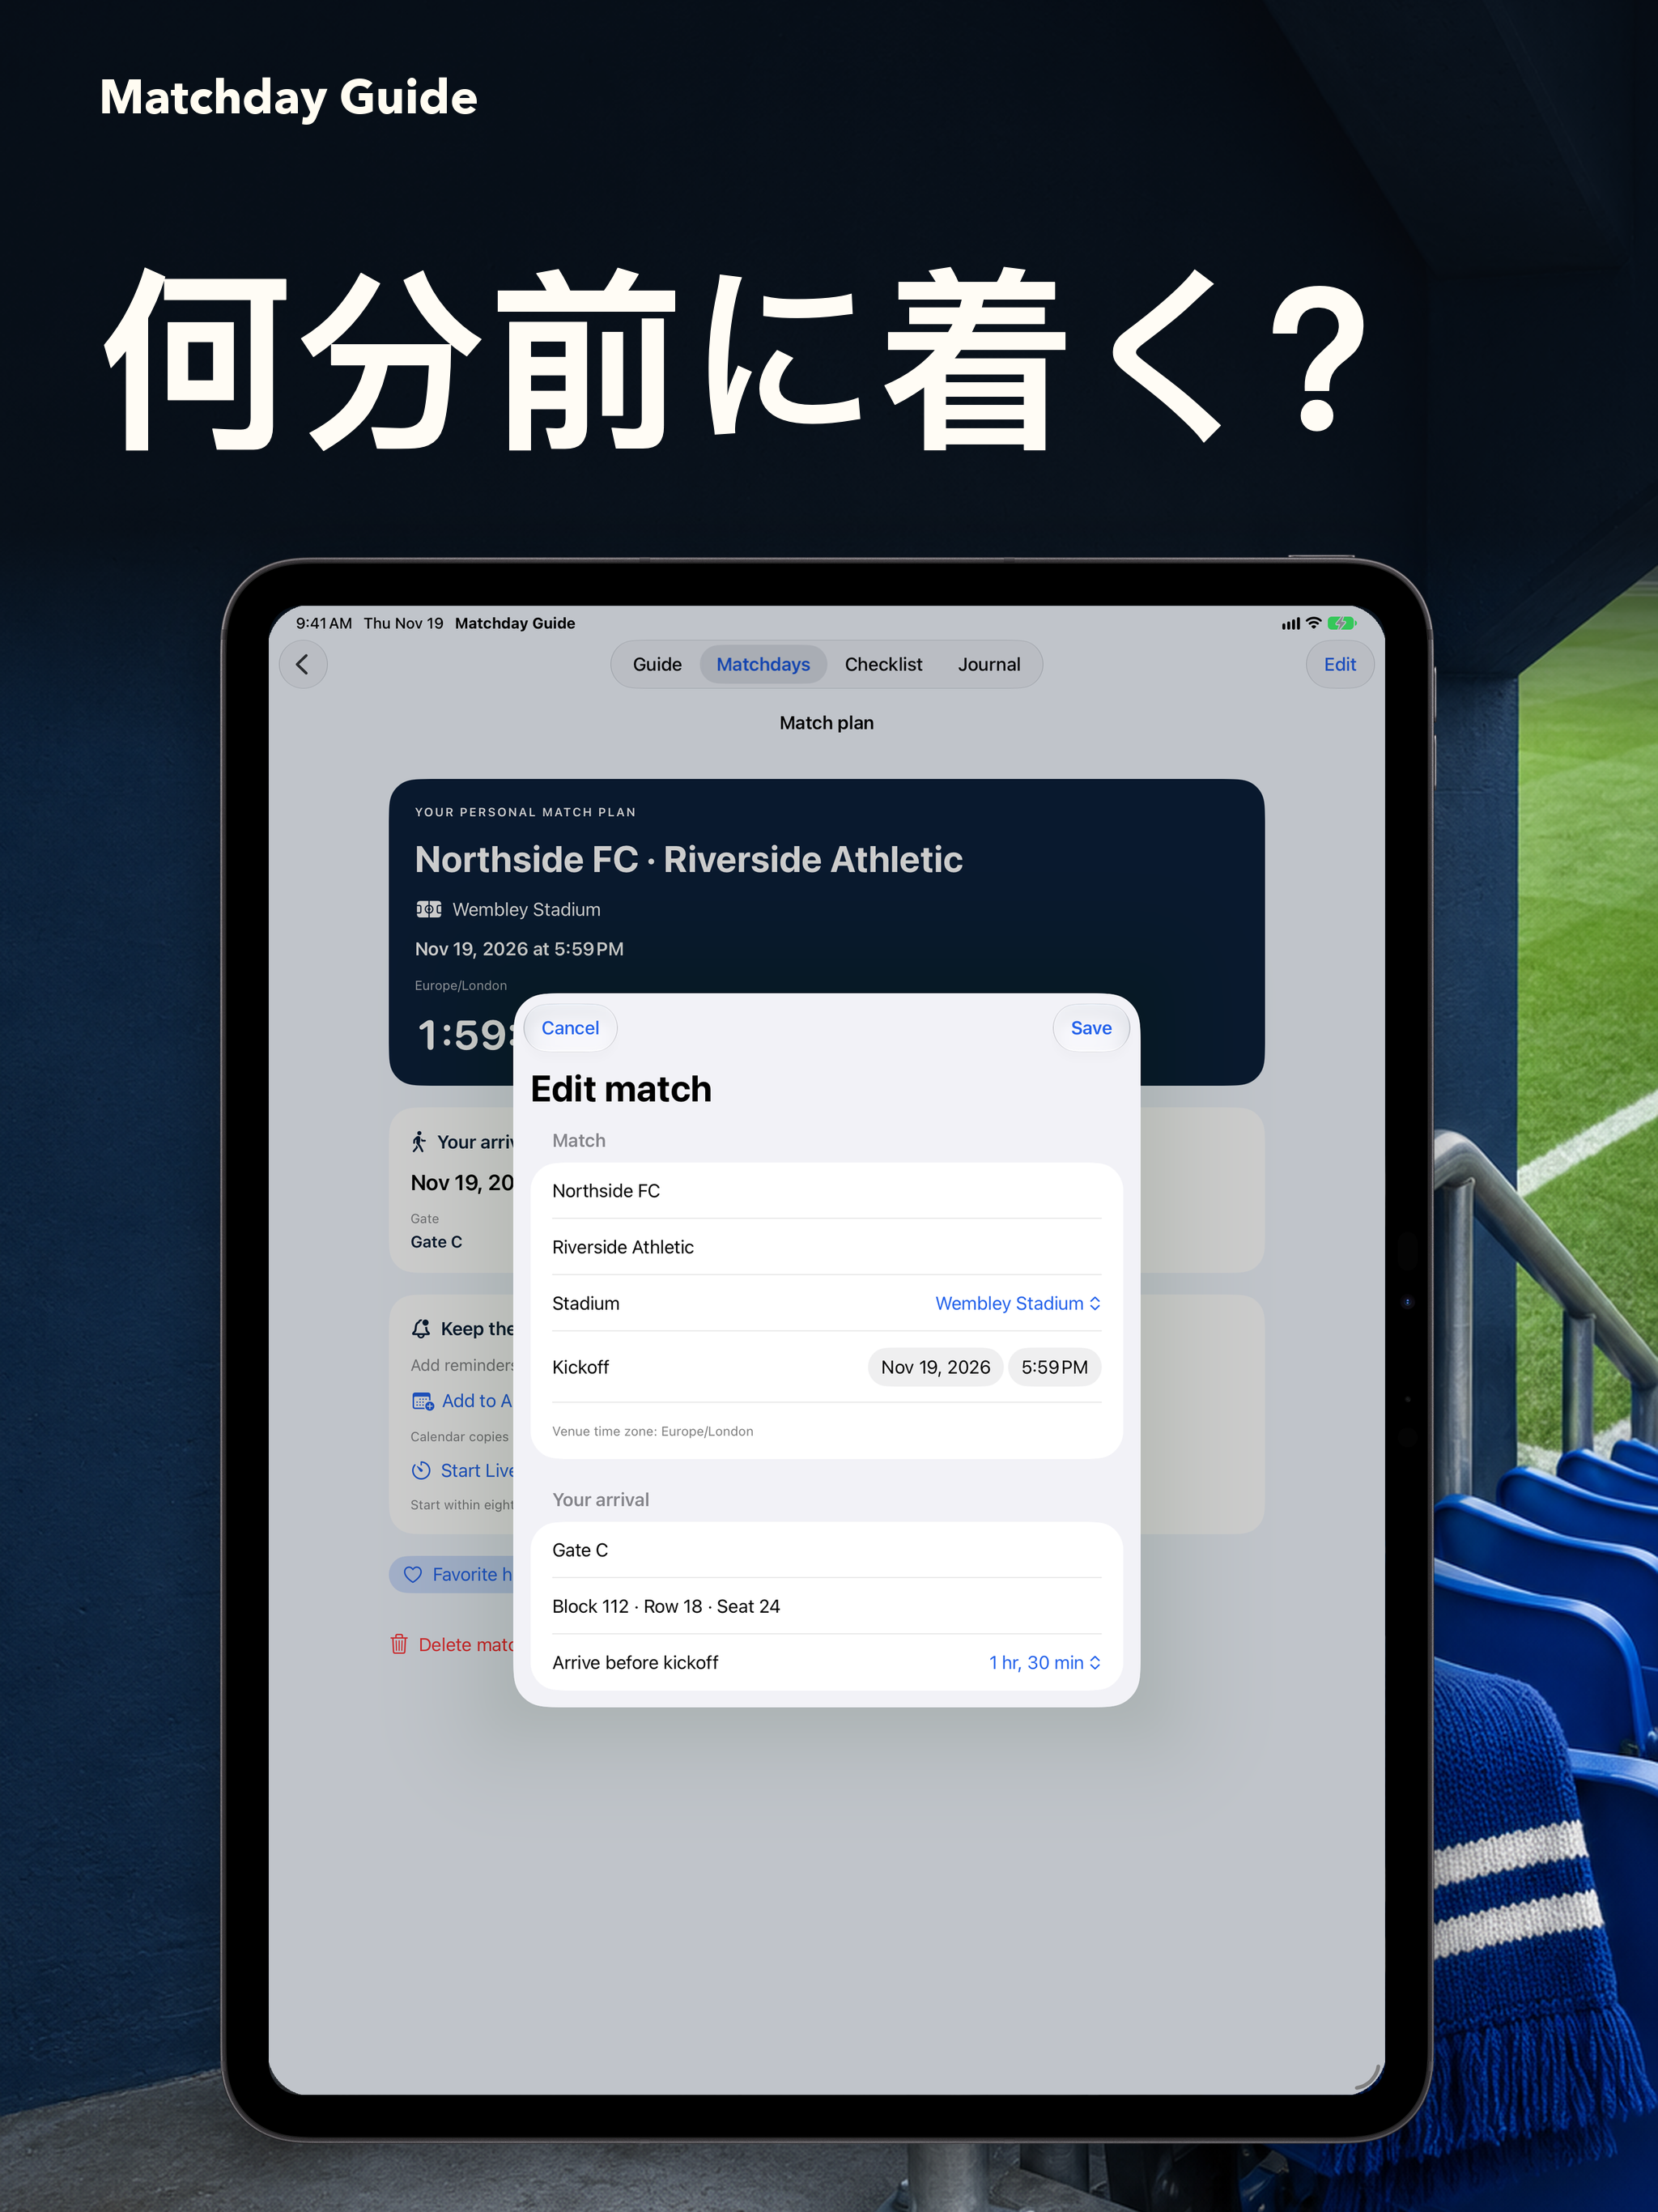 Matchday Guide
何分前に着く?
9:41 AM Thu Nov 19 Matchday Guide
Guide Matchdays Checklist Journal Edit
Match plan
YOUR PERSONAL MATCH PLAN
Northside FC · Riverside Athletic
Wembley Stadium
Nov 19, 2026 at 5:59 PM
Europe/London
1:59:
Cancel Save
Edit match
Match
Northside FC
Riverside Athletic
Stadium Wembley Stadium
Kickoff Nov 19, 2026 5:59 PM
Venue time zone: Europe/London
Your arrival
Gate C
Block 112 · Row 18 · Seat 24
Arrive before kickoff 1 hr, 30 min
Your arriv
Nov 19, 20
Gate
Gate C
Keep the
Add reminders
Add to A
Calendar copies
Start Live
Start within eight
Favorite h
Delete matc